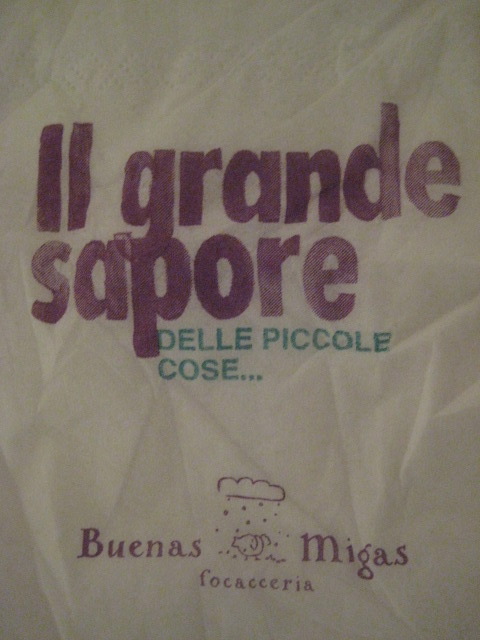 Il grande
sapore
DELLE PICCOLE
COSE...
Buenas Migas
focacceria